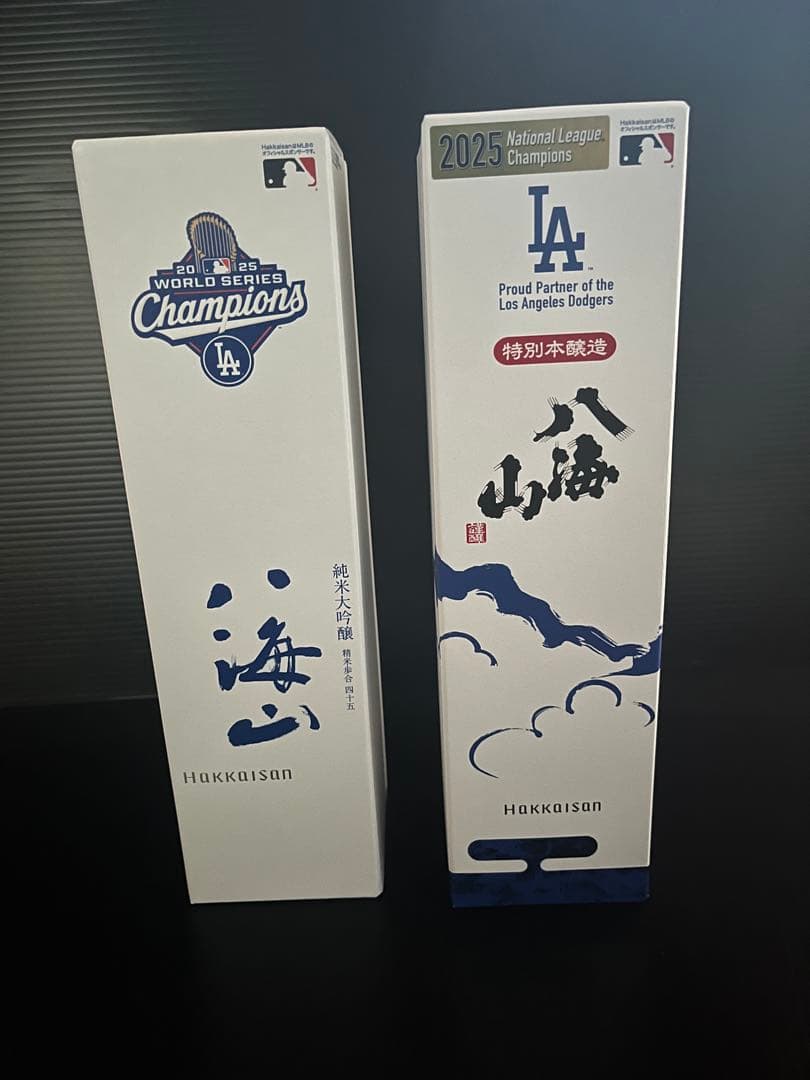 HakkaisanはMLBの
オフィシャルスポンサーです。
2025
WORLD SERIES
Champions
LA
八海山
純米大吟醸
精米歩合 四十五
Hakkaisan
2025 National League
Champions
HakkaisanはMLBの
オフィシャルスポンサーです。
LA
Proud Partner of the
Los Angeles Dodgers
特別本醸造
八海山
Hakkaisan